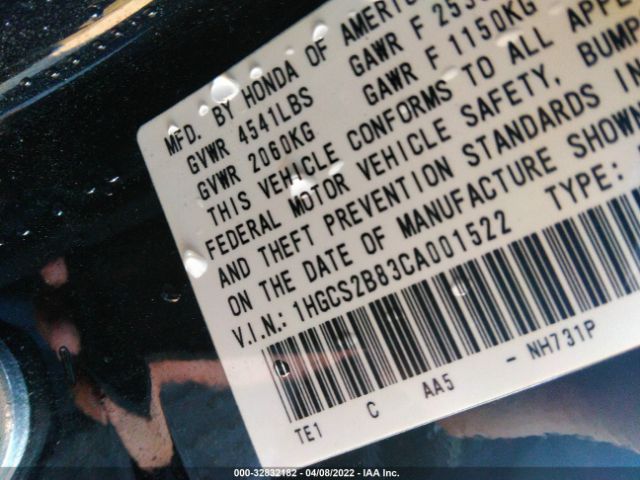 MFD. BY HONDA OF AMERICA
GVWR 4541LBS GAWR F 253
GVWR 2060KG GAWR F 1150KG
THIS VEHICLE CONFORMS TO ALL APPL
FEDERAL MOTOR VEHICLE SAFETY, BUMP
AND THEFT PREVENTION STANDARDS IN
ON THE DATE OF MANUFACTURE SHOWN
V.I.N.: 1HGCS2B83CA001522 TYPE:
TE1 C AA5 - NH731P
000-32832182 - 04/08/2022 - IAA Inc.